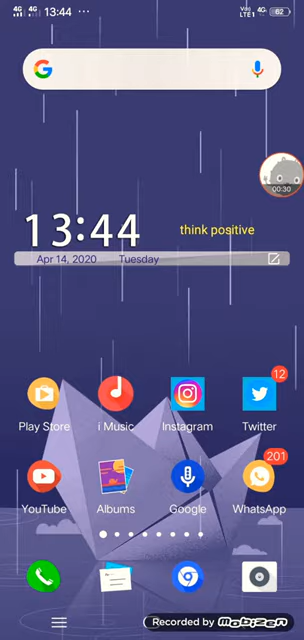 4G 4G 13:44 ...
Vo) LTE1 4G 62
G
00:30
13:44
think positive
Apr 14, 2020 Tuesday
12
Play Store
i Music
Instagram
Twitter
201
YouTube
Albums
Google
WhatsApp
Recorded by mobizen